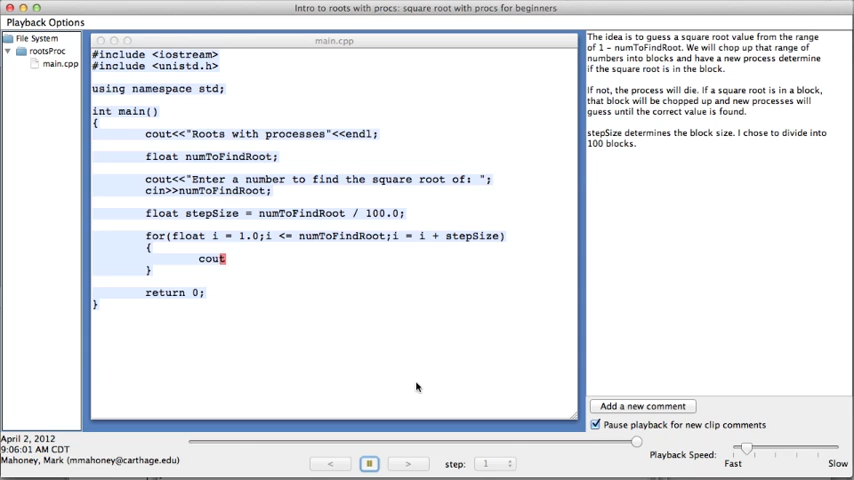 Intro to roots with procs: square root with procs for beginners
Playback Options
File System
rootsProc
main.cpp
main.cpp
#include <iostream>
#include <unistd.h>
using namespace std;
int main()
{
cout<<"Roots with processes"<<endl;
float numToFindRoot;
cout<<"Enter a number to find the square root of: ";
cin>>numToFindRoot;
float stepSize = numToFindRoot / 100.0;
for(float i = 1.0;i <= numToFindRoot;i = i + stepSize)
{
cout
}
return 0;
}
The idea is to guess a square root value from the range
of 1 - numToFindRoot. We will chop up that range of
numbers into blocks and have a new process determine
if the square root is in the block.
If not, the process will die. If a square root is in a block,
that block will be chopped up and new processes will
guess until the correct value is found.
stepSize determines the block size. I chose to divide into
100 blocks.
Add a new comment
Pause playback for new clip comments
April 2, 2012
9:06:01 AM CDT
Mahoney, Mark (mmahoney@carthage.edu)
< > step: 1
Playback Speed:
Fast Slow